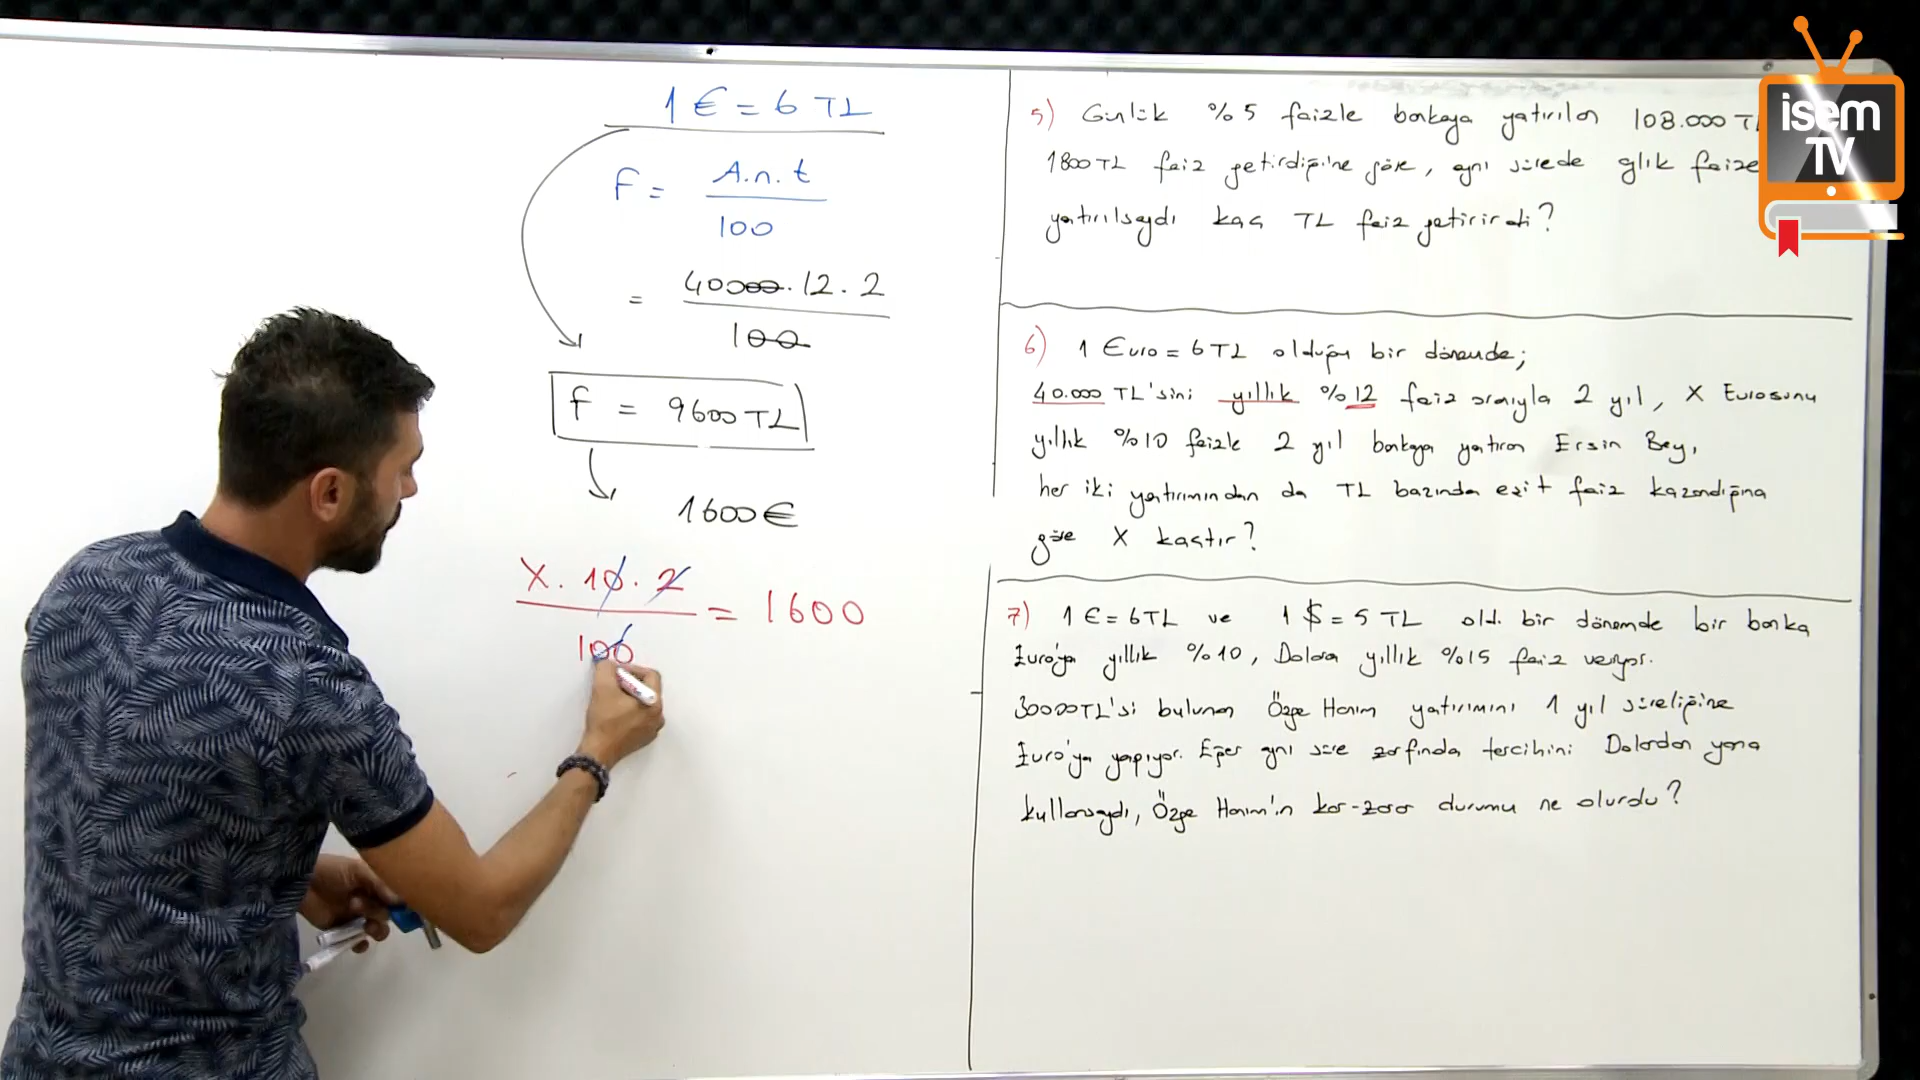 1 € = 6 TL
F = A.n.t
100
= 40000.12.2
100
F = 9600 TL
1600 €
X . 10 . 2
= 1600
100
5) Günlük %5 faizle bankaya yatırılan 108.000 TL
1800 TL faiz getirdiğine göre, aynı sürede aylık faize
yatırılsaydı kaç TL faiz getirirdi?
6) 1 Euro = 6 TL olduğu bir dönemde;
40.000 TL'sini yıllık %12 faiz oranıyla 2 yıl, X Eurosunu
yıllık %10 faizle 2 yıl bankaya yatıran Ersin Bey,
her iki yatırımından da TL bazında eşit faiz kazandığına
göre X kaçtır?
7) 1 € = 6 TL ve 1 $ = 5 TL old. bir dönemde bir banka
Euro'ya yıllık %10, Dolara yıllık %15 faiz veriyor.
30000 TL'si bulunan Özge Hanım yatırımını 1 yıl süreliğine
Euro'ya yapıyor. Eğer aynı süre zarfında tercihini Dolardan yana
kullansaydı, Özge Hanım'ın kar-zarar durumu ne olurdu?
isem
TV